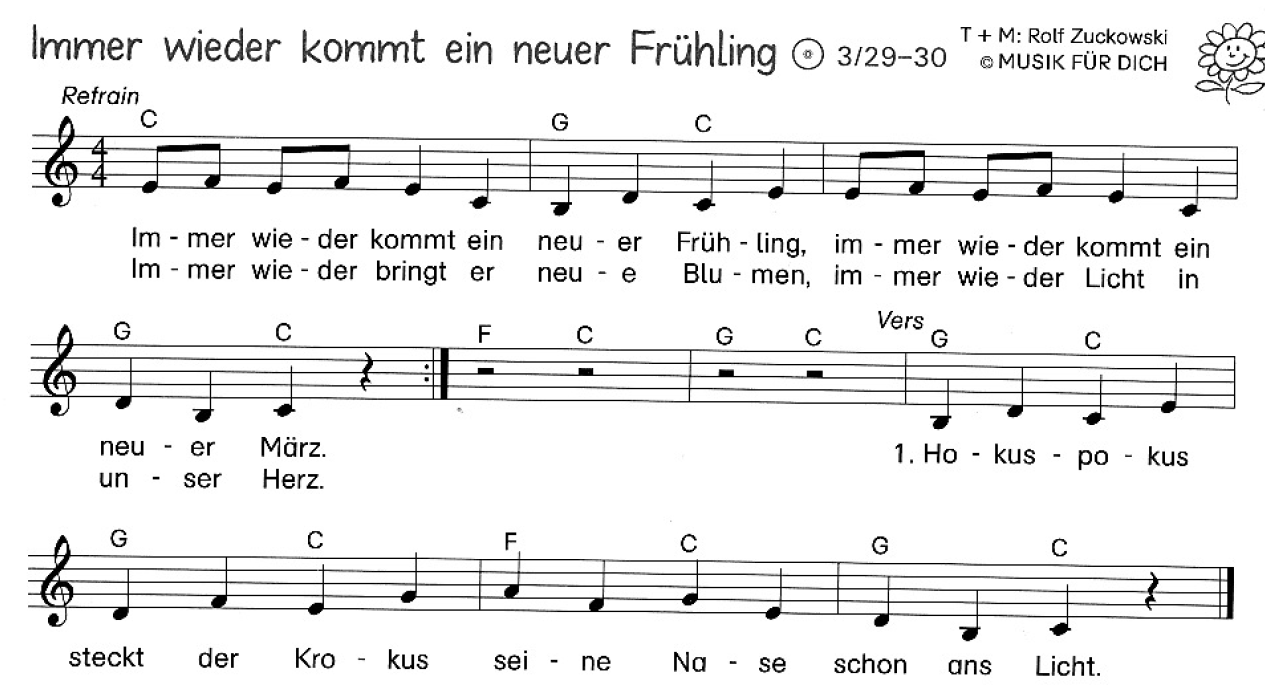 Immer wieder kommt ein neuer Frühling 3/29–30 T + M: Rolf Zuckowski
© MUSIK FÜR DICH
Refrain
C G C
4
4
Im - mer wie - der kommt ein neu - er Früh - ling, im - mer wie - der kommt ein
Im - mer wie - der bringt er neu - e Blu - men, im - mer wie - der Licht in
Vers
G C F C G C G C
neu - er März. 1. Ho - kus - po - kus
un - ser Herz.
G C F C G C
steckt der Kro - kus sei - ne Na - se schon ans Licht.